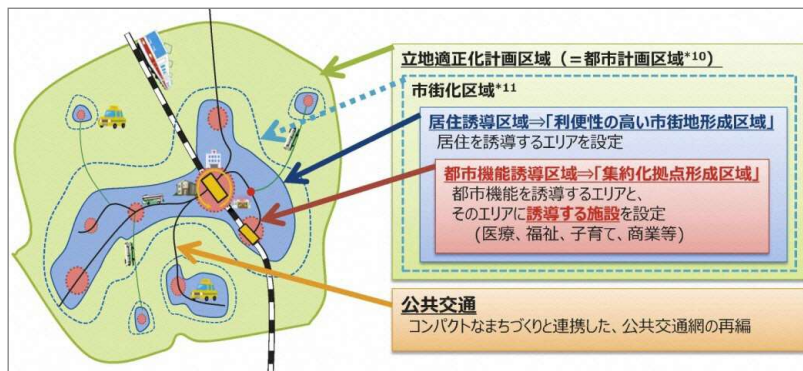 立地適正化計画区域（＝都市計画区域*10）
市街化区域*11
居住誘導区域⇒「利便性の高い市街地形成区域」
居住を誘導するエリアを設定
都市機能誘導区域⇒「集約化拠点形成区域」
都市機能を誘導するエリアと、
そのエリアに誘導する施設を設定
(医療、福祉、子育て、商業等)
公共交通
コンパクトなまちづくりと連携した、公共交通網の再編